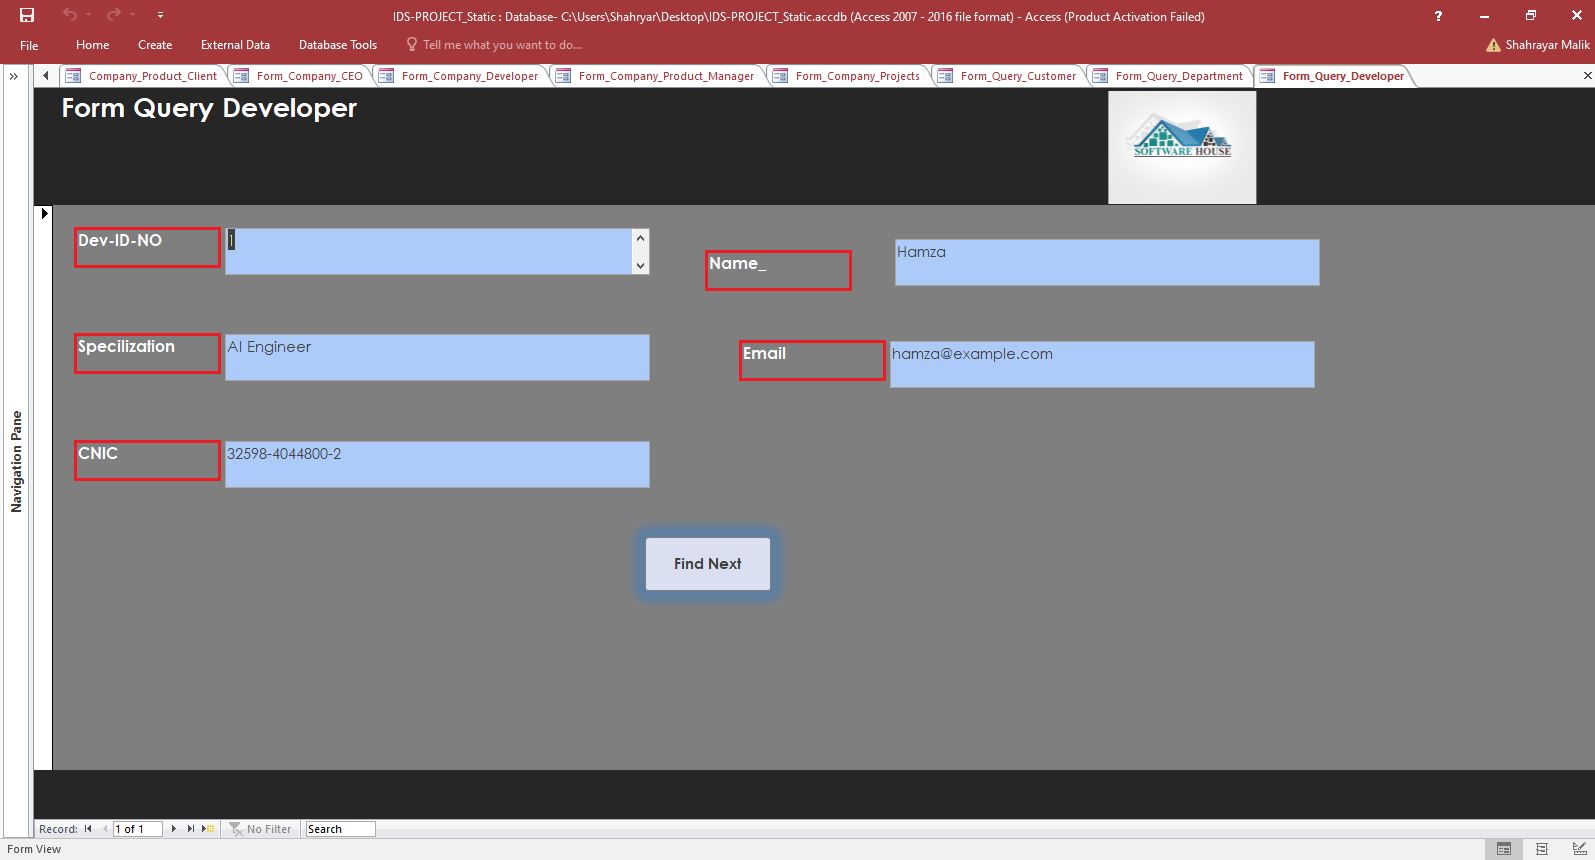 IDS-PROJECT_Static : Database- C:\Users\Shahryar\Desktop\IDS-PROJECT_Static.accdb (Access 2007 - 2016 file format) - Access (Product Activation Failed)
?
File Home Create External Data Database Tools Tell me what you want to do... Shahrayar Malik
Company_Product_Client Form_Company_CEO Form_Company_Developer Form_Company_Product_Manager Form_Company_Projects Form_Query_Customer Form_Query_Department Form_Query_Developer
Form Query Developer
SOFTWARE HOUSE
Dev-ID-NO 1
Name_ Hamza
Specilization AI Engineer
Email hamza@example.com
CNIC 32598-4044800-2
Find Next
Navigation Pane
Record: 1 of 1 No Filter Search
Form View